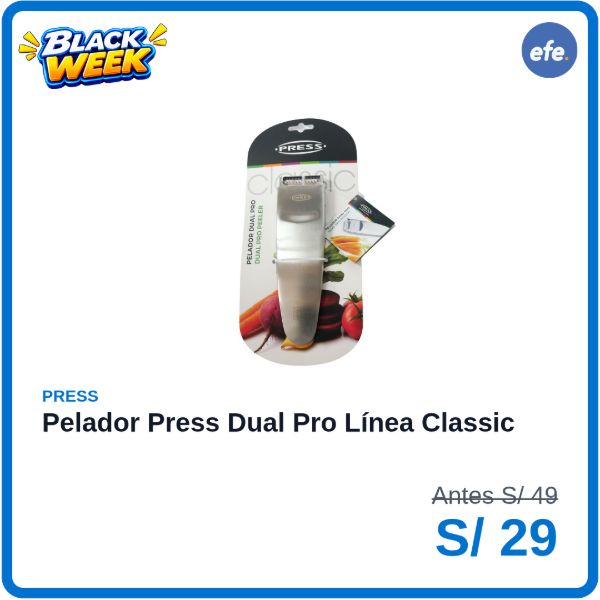 BLACK
WEEK
efe.
PRESS
classic
PELADOR DUAL PRO
DUAL PRO PEELER
PRESS
Pelador Press Dual Pro Línea Classic
Antes S/ 49
S/ 29